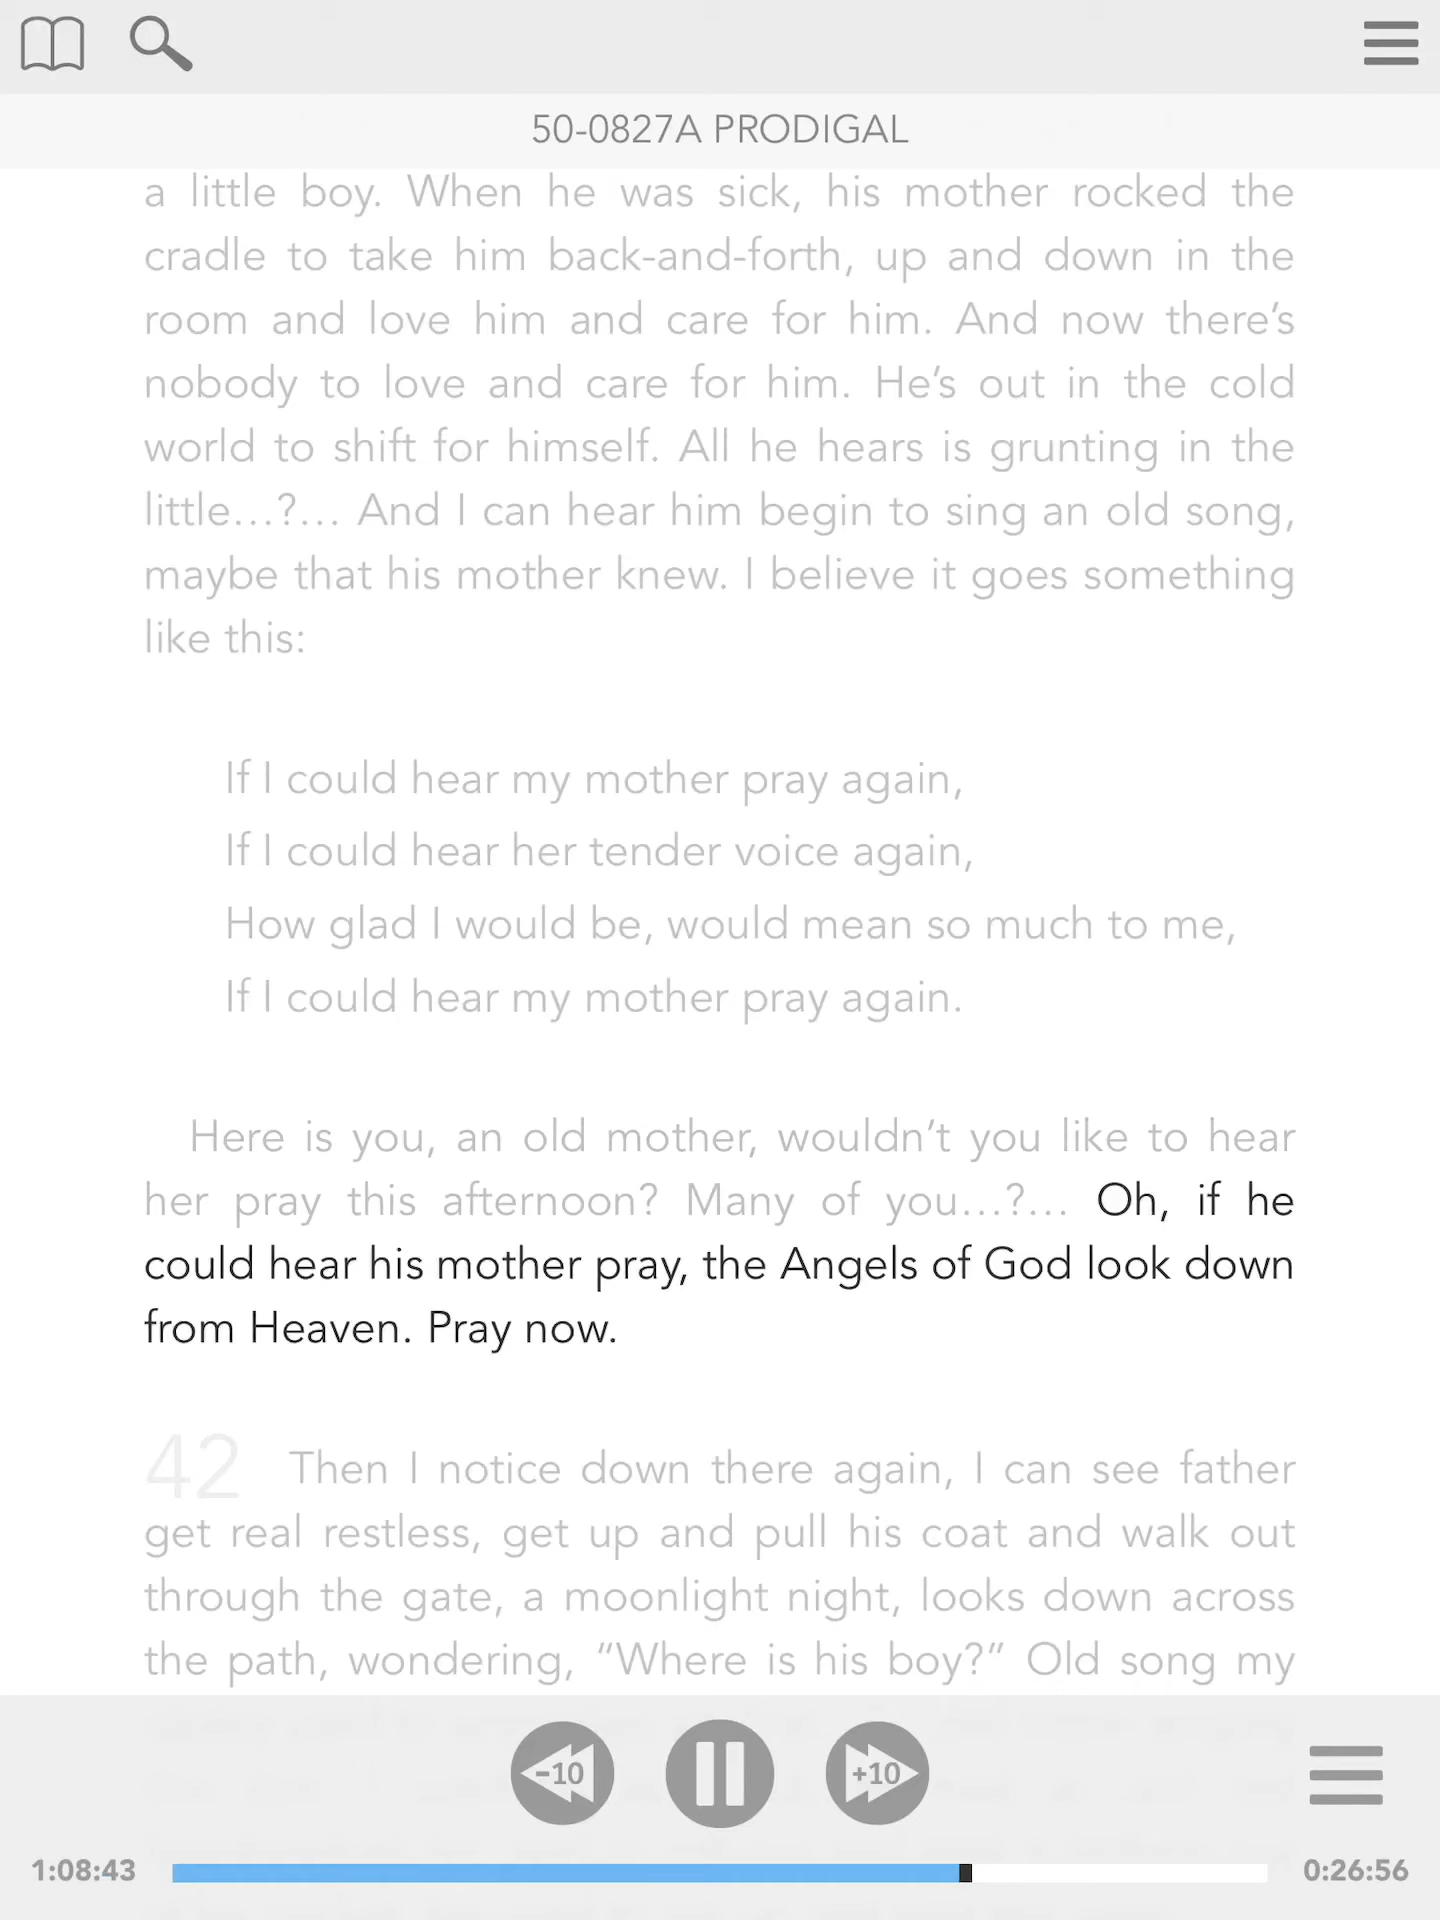 50-0827A PRODIGAL
a little boy. When he was sick, his mother rocked the
cradle to take him back-and-forth, up and down in the
room and love him and care for him. And now there’s
nobody to love and care for him. He’s out in the cold
world to shift for himself. All he hears is grunting in the
little…?… And I can hear him begin to sing an old song,
maybe that his mother knew. I believe it goes something
like this:
If I could hear my mother pray again,
If I could hear her tender voice again,
How glad I would be, would mean so much to me,
If I could hear my mother pray again.
Here is you, an old mother, wouldn’t you like to hear
her pray this afternoon? Many of you…?… Oh, if he
could hear his mother pray, the Angels of God look down
from Heaven. Pray now.
42 Then I notice down there again, I can see father
get real restless, get up and pull his coat and walk out
through the gate, a moonlight night, looks down across
the path, wondering, “Where is his boy?” Old song my
-10 +10
1:08:43 0:26:56